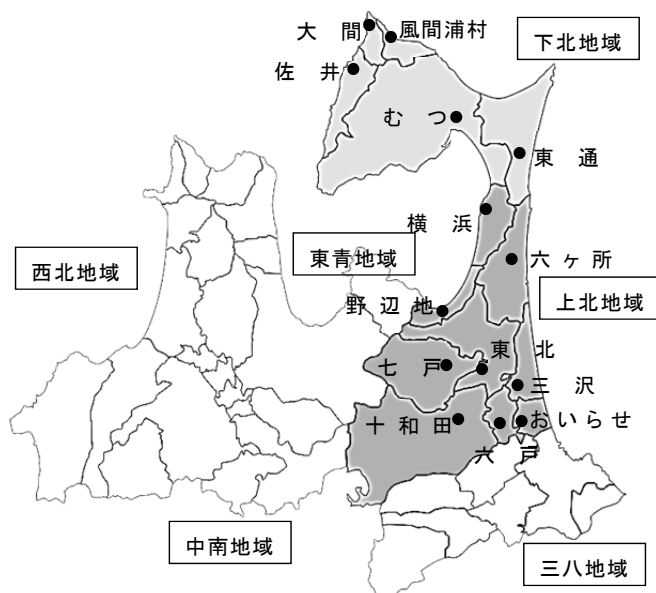 大間
風間浦村
下北地域
佐井
むつ
東通
横浜
東青地域
西北地域
六ヶ所
上北地域
野辺地
東北
七戸
三沢
十和田
おいらせ
六戸
中南地域
三八地域